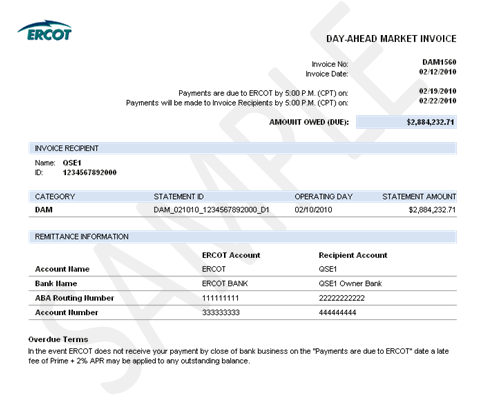 ERCOT
DAY-AHEAD MARKET INVOICE
Invoice No: DAM1560
Invoice Date: 02/12/2010
Payments are due to ERCOT by 5:00 P.M. (CPT) on: 02/19/2010
Payments will be made to Invoice Recipients by 5:00 P.M. (CPT) on: 02/22/2010
AMOUNT OWED (DUE): $2,884,232.71
INVOICE RECIPIENT
Name: QSE1
ID: 1234567892000
CATEGORY STATEMENT ID OPERATING DAY STATEMENT AMOUNT
DAM DAM_021010_1234567892000_D1 02/10/2010 $2,884,232.71
REMITTANCE INFORMATION
ERCOT Account Recipient Account
Account Name ERCOT QSE1
Bank Name ERCOT BANK QSE1 Owner Bank
ABA Routing Number 111111111 22222222222
Account Number 333333333 444444444
Overdue Terms
In the event ERCOT does not receive your payment by close of bank business on the "Payments are due to ERCOT" date a late
fee of Prime + 2% APR may be applied to any outstanding balance.
SAMPLE